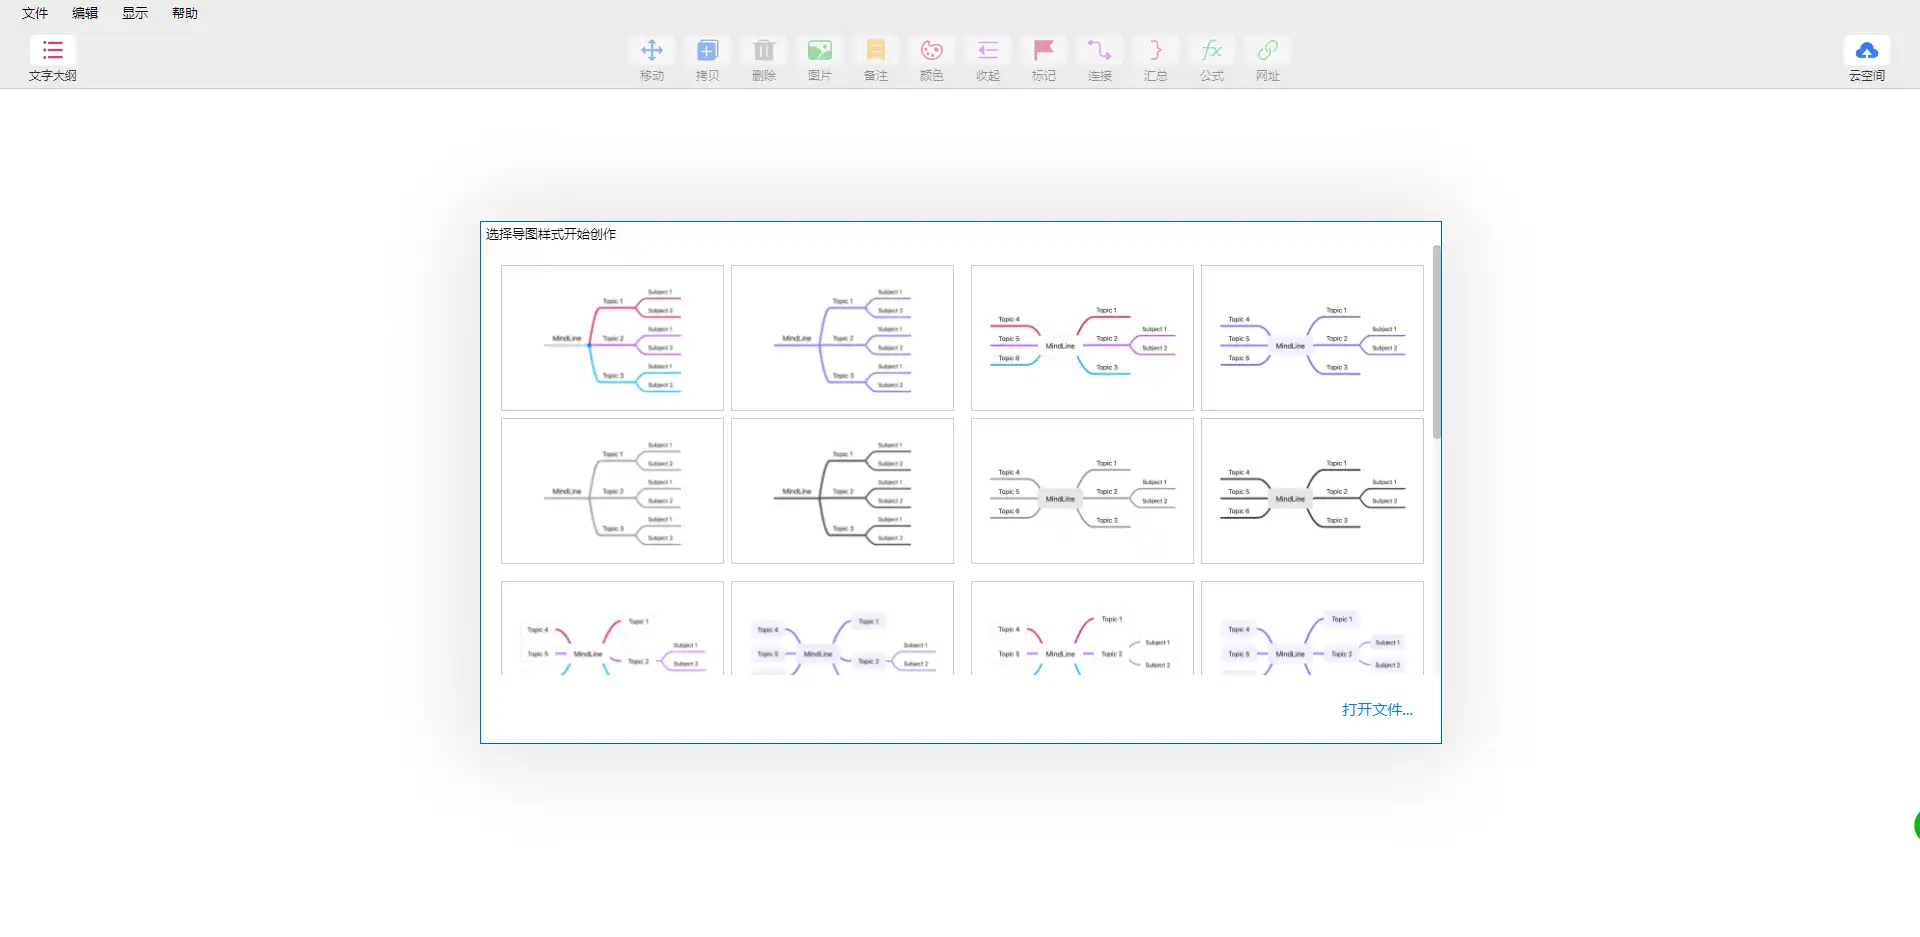 文件 编辑 显示 帮助
文字大纲 移动 拷贝 删除 图片 备注 颜色 收起 标记 连接 汇总 公式 网址 云空间
选择导图样式开始创作
MindLine Topic 1 Subject 1 Subject 2 Topic 2 Subject 1 Subject 2 Topic 3 Subject 1 Subject 2
MindLine Topic 1 Subject 1 Subject 2 Topic 2 Subject 1 Subject 2 Topic 3 Subject 1 Subject 2
Topic 4 Topic 5 Topic 6 MindLine Topic 1 Topic 2 Subject 1 Subject 2 Topic 3
Topic 4 Topic 5 Topic 6 MindLine Topic 1 Topic 2 Subject 1 Subject 2 Topic 3
MindLine Topic 1 Subject 1 Subject 2 Topic 2 Subject 1 Subject 2 Topic 3 Subject 1 Subject 2
MindLine Topic 1 Subject 1 Subject 2 Topic 2 Subject 1 Subject 2 Topic 3 Subject 1 Subject 2
Topic 4 Topic 5 Topic 6 MindLine Topic 1 Topic 2 Subject 1 Subject 2 Topic 3
Topic 4 Topic 5 Topic 6 MindLine Topic 1 Topic 2 Subject 1 Subject 2 Topic 3
Topic 4 Topic 5 MindLine Topic 1 Topic 2 Subject 1 Subject 2
Topic 4 Topic 5 MindLine Topic 1 Topic 2 Subject 1 Subject 2
Topic 4 Topic 5 MindLine Topic 1 Topic 2 Subject 1 Subject 2
Topic 4 Topic 5 MindLine Topic 1 Topic 2 Subject 1 Subject 2
打开文件...